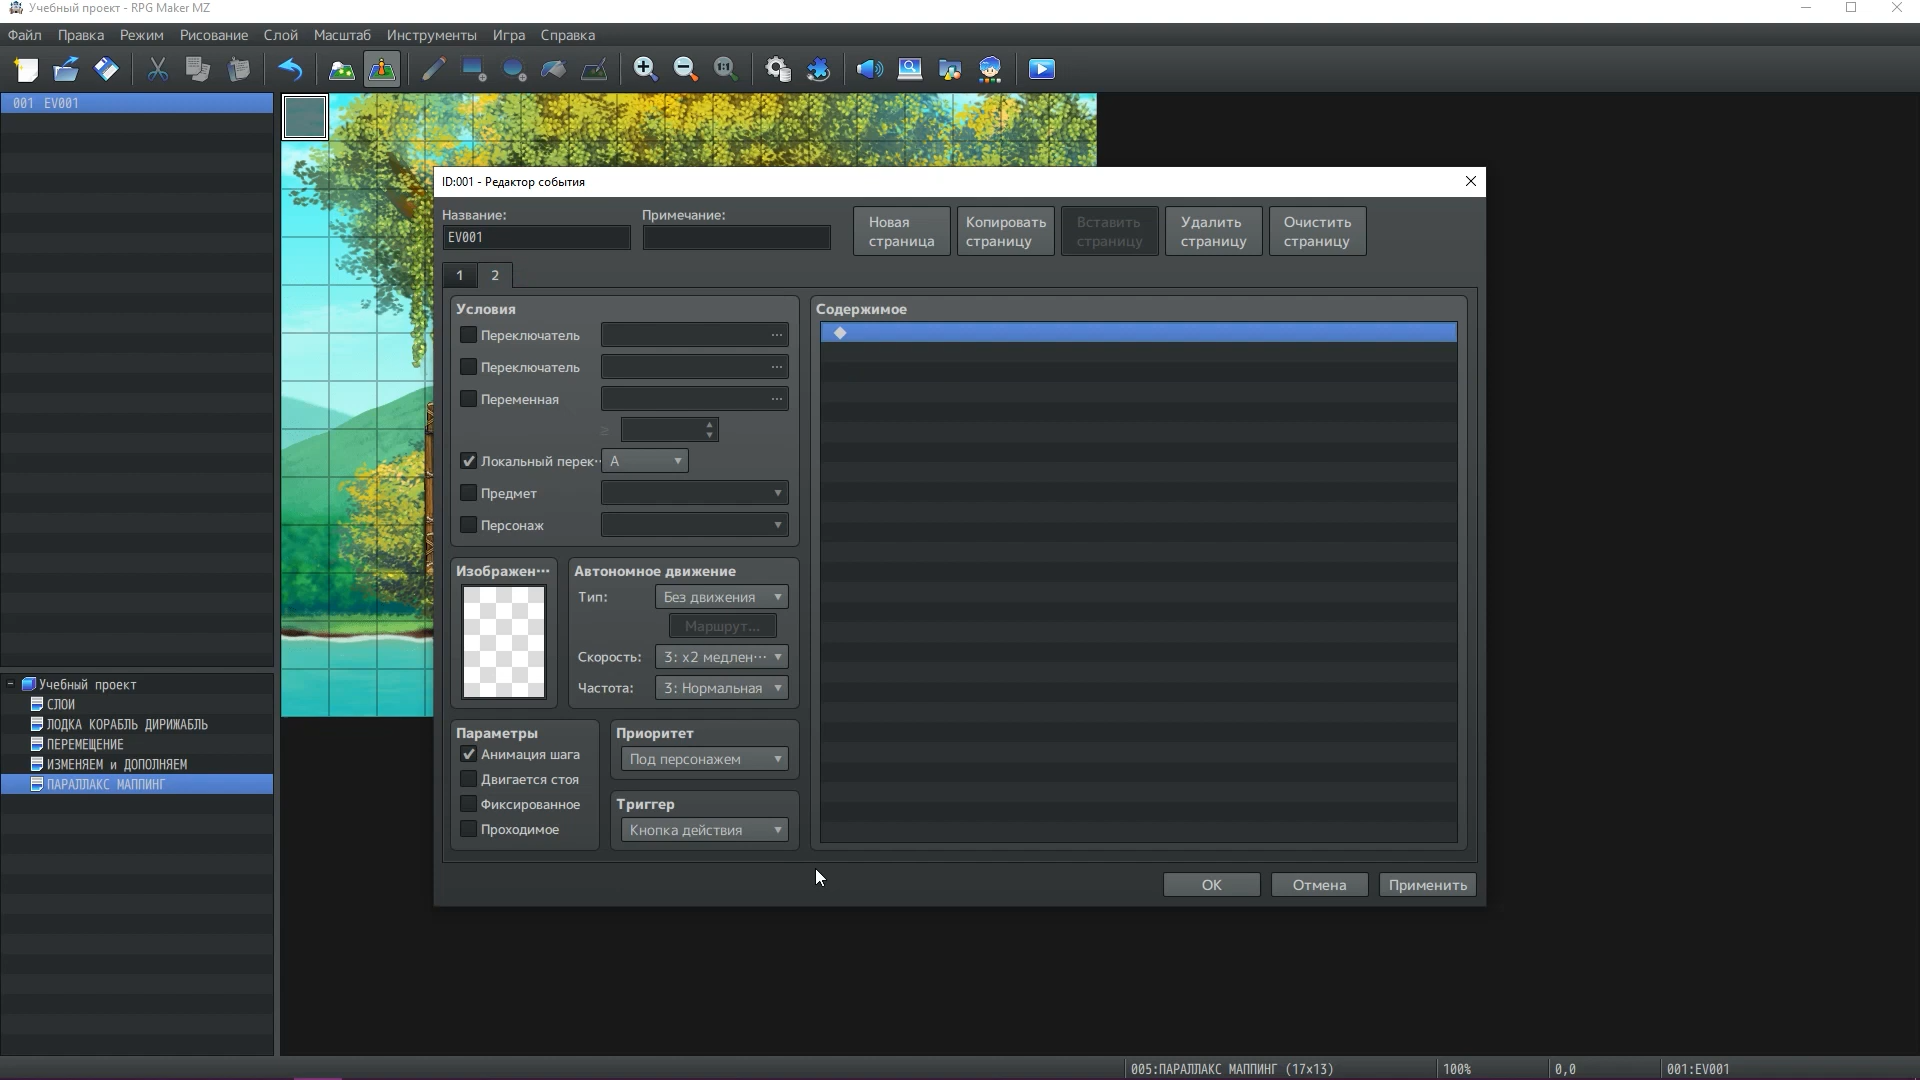 Учебный проект - RPG Maker MZ
Файл Правка Режим Рисование Слой Масштаб Инструменты Игра Справка
1:1
001 EV001
ID:001 - Редактор события
Название: Примечание:
EV001
Новая страница
Копировать страницу
Вставить страницу
Удалить страницу
Очистить страницу
1 2
Условия
Переключатель ...
Переключатель ...
Переменная ...
≥
Локальный перек… A
Предмет
Персонаж
Изображен…
Автономное движение
Тип: Без движения
Маршрут...
Скорость: 3: x2 медлен…
Частота: 3: Нормальная
Параметры
Анимация шага
Двигается стоя
Фиксированное
Проходимое
Приоритет
Под персонажем
Триггер
Кнопка действия
Содержимое
OK Отмена Применить
Учебный проект
СЛОИ
ЛОДКА КОРАБЛЬ ДИРИЖАБЛЬ
ПЕРЕМЕЩЕНИЕ
ИЗМЕНЯЕМ и ДОПОЛНЯЕМ
ПАРАЛЛАКС МАППИНГ
005:ПАРАЛЛАКС МАППИНГ (17x13) 100% 0,0 001:EV001